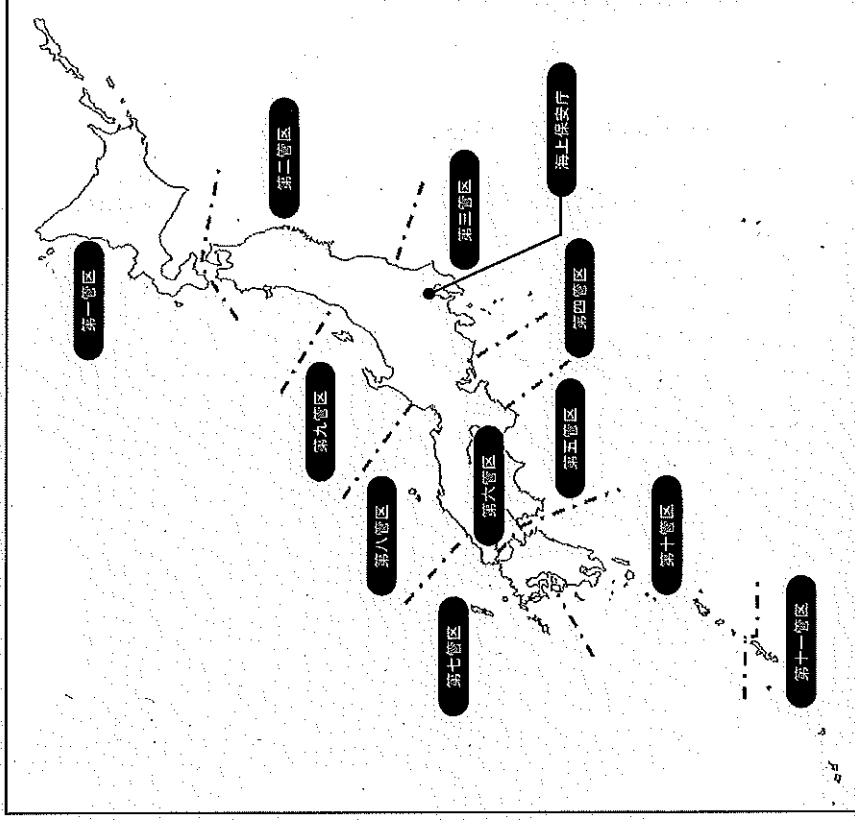 第一管区
第二管区
海上保安庁
第三管区
第四管区
第九管区
第五管区
第六管区
第八管区
第十管区
第七管区
第十一管区